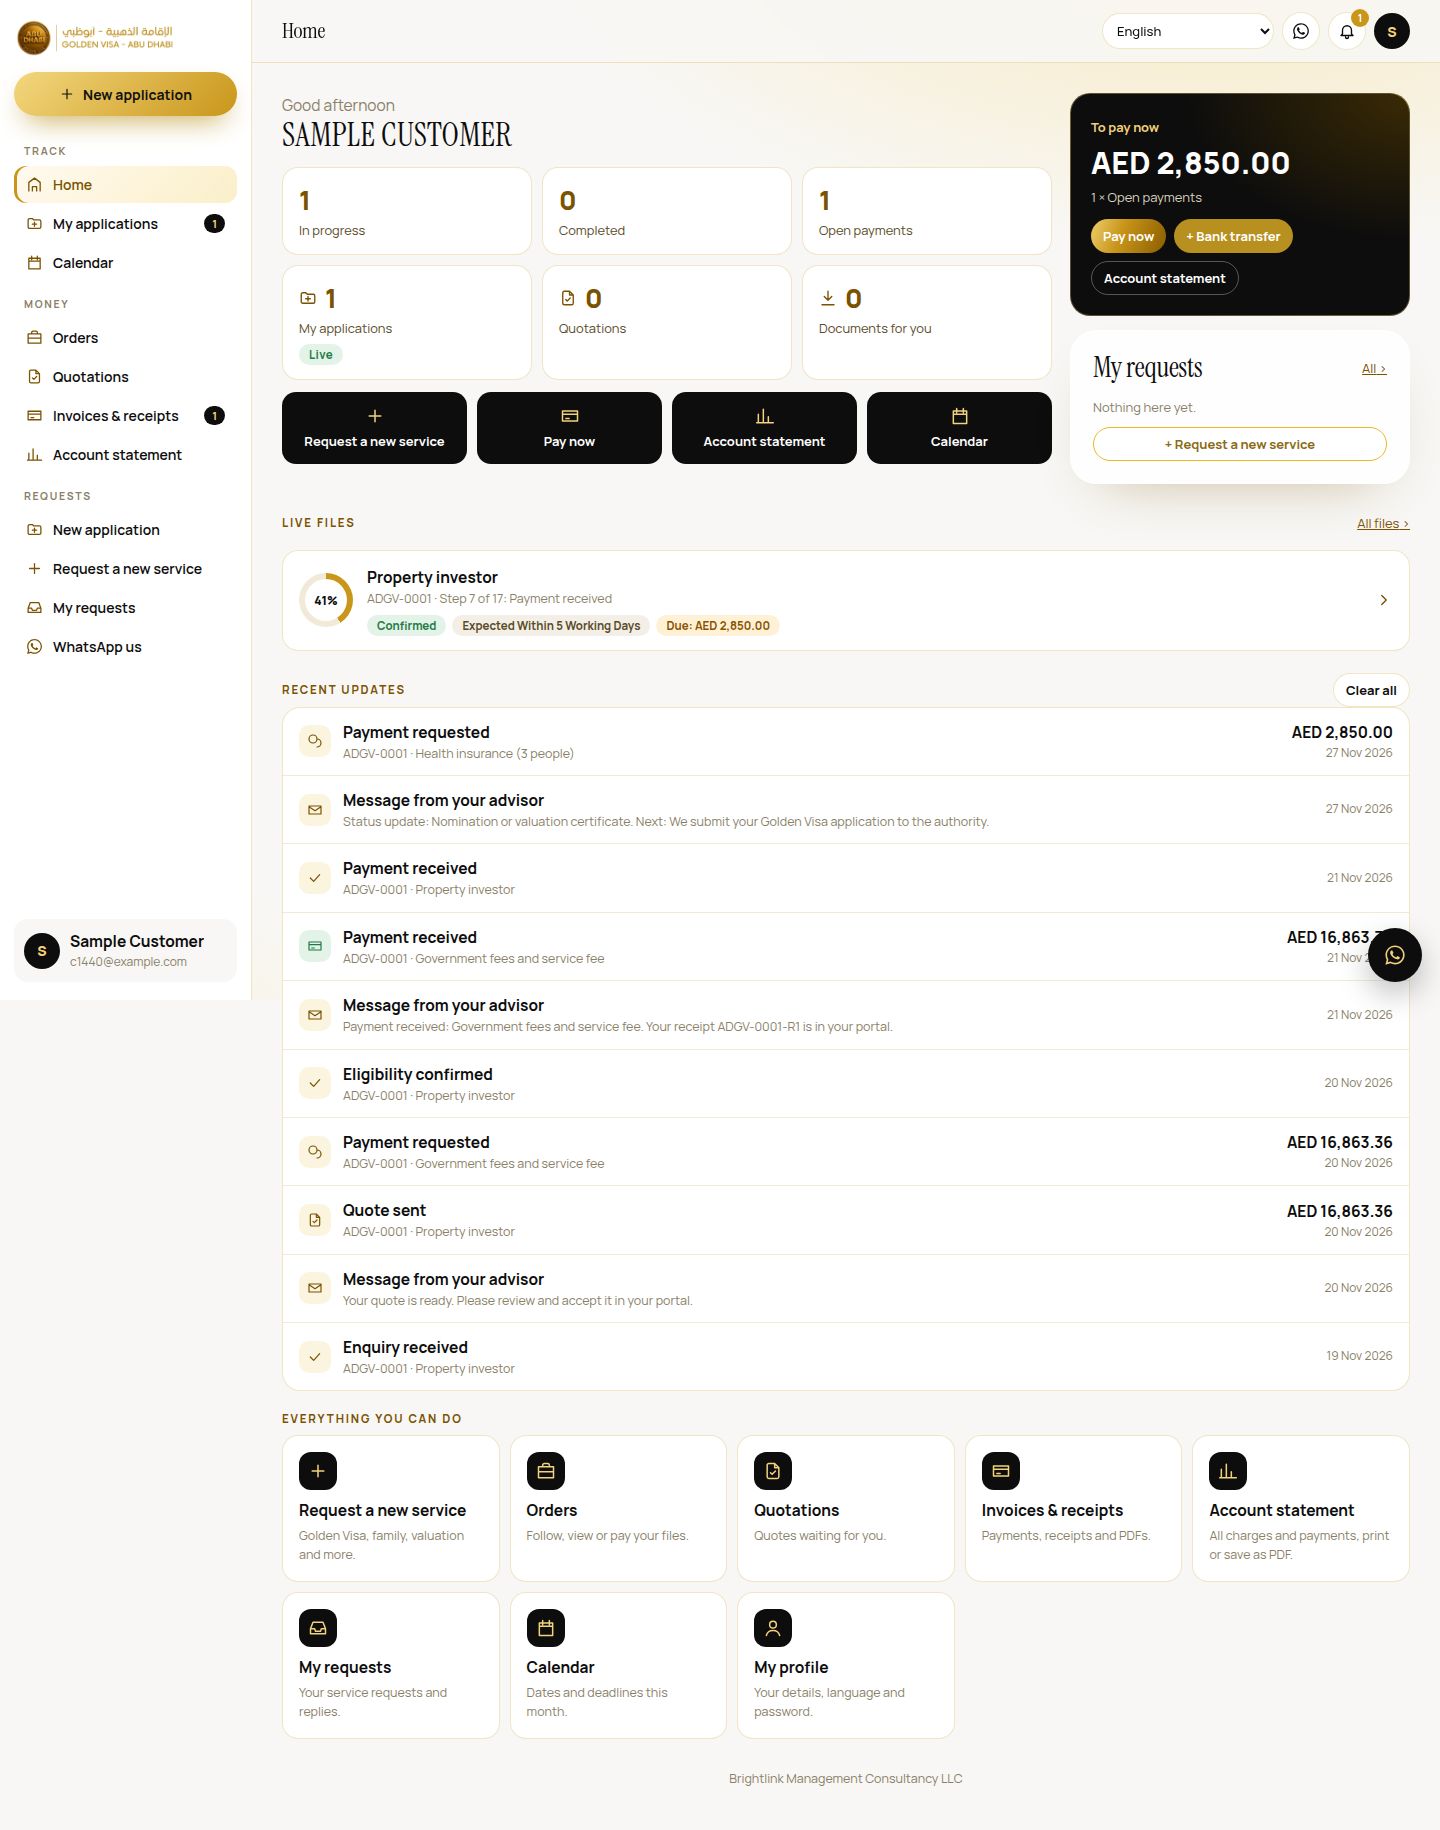 ABU DHABI
الإقامة الذهبية - ابوظبي
GOLDEN VISA - ABU DHABI
New application
TRACK
Home
My applications
1
Calendar
MONEY
Orders
Quotations
Invoices & receipts
1
Account statement
REQUESTS
New application
Request a new service
My requests
WhatsApp us
S
Sample Customer
c1440@example.com
Home
English
1
S
Good afternoon
SAMPLE CUSTOMER
1
In progress
0
Completed
1
Open payments
1
My applications
Live
0
Quotations
0
Documents for you
Request a new service
Pay now
Account statement
Calendar
To pay now
AED 2,850.00
1 × Open payments
Pay now
+ Bank transfer
Account statement
My requests
All ›
Nothing here yet.
+ Request a new service
LIVE FILES
All files ›
41%
Property investor
ADGV-0001 · Step 7 of 17: Payment received
Confirmed
Expected Within 5 Working Days
Due: AED 2,850.00
RECENT UPDATES
Clear all
Payment requested
ADGV-0001 · Health insurance (3 people)
AED 2,850.00
27 Nov 2026
Message from your advisor
Status update: Nomination or valuation certificate. Next: We submit your Golden Visa application to the authority.
27 Nov 2026
Payment received
ADGV-0001 · Property investor
21 Nov 2026
Payment received
ADGV-0001 · Government fees and service fee
AED 16,863.
21 Nov
Message from your advisor
Payment received: Government fees and service fee. Your receipt ADGV-0001-R1 is in your portal.
21 Nov 2026
Eligibility confirmed
ADGV-0001 · Property investor
20 Nov 2026
Payment requested
ADGV-0001 · Government fees and service fee
AED 16,863.36
20 Nov 2026
Quote sent
ADGV-0001 · Property investor
AED 16,863.36
20 Nov 2026
Message from your advisor
Your quote is ready. Please review and accept it in your portal.
20 Nov 2026
Enquiry received
ADGV-0001 · Property investor
19 Nov 2026
EVERYTHING YOU CAN DO
Request a new service
Golden Visa, family, valuation
and more.
Orders
Follow, view or pay your files.
Quotations
Quotes waiting for you.
Invoices & receipts
Payments, receipts and PDFs.
Account statement
All charges and payments, print
or save as PDF.
My requests
Your service requests and
replies.
Calendar
Dates and deadlines this
month.
My profile
Your details, language and
password.
Brightlink Management Consultancy LLC